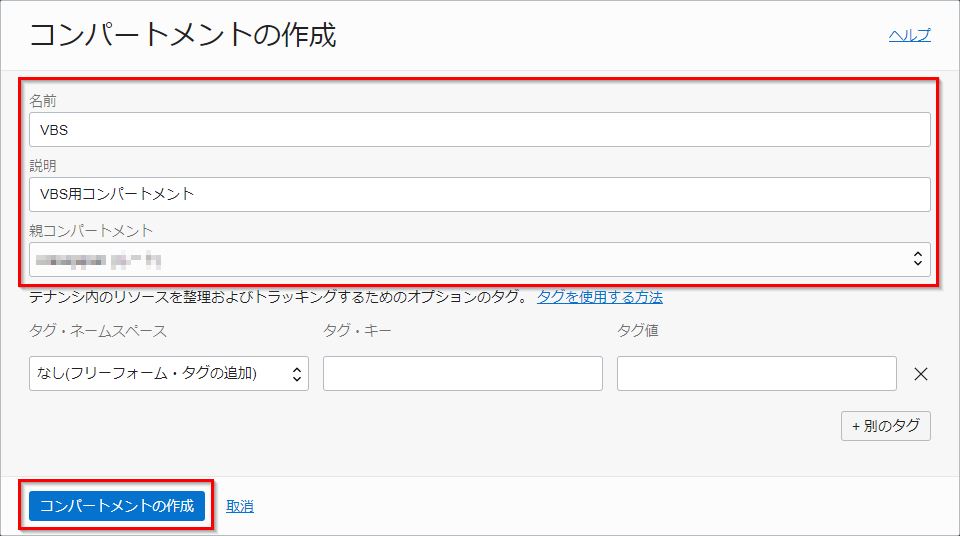 コンパートメントの作成
ヘルプ
名前
VBS
説明
VBS用コンパートメント
親コンパートメント
テナンシ内のリソースを整理およびトラッキングするためのオプションのタグ。 タグを使用する方法
タグ・ネームスペース タグ・キー タグ値
なし(フリーフォーム・タグの追加)
+ 別のタグ
コンパートメントの作成 取消